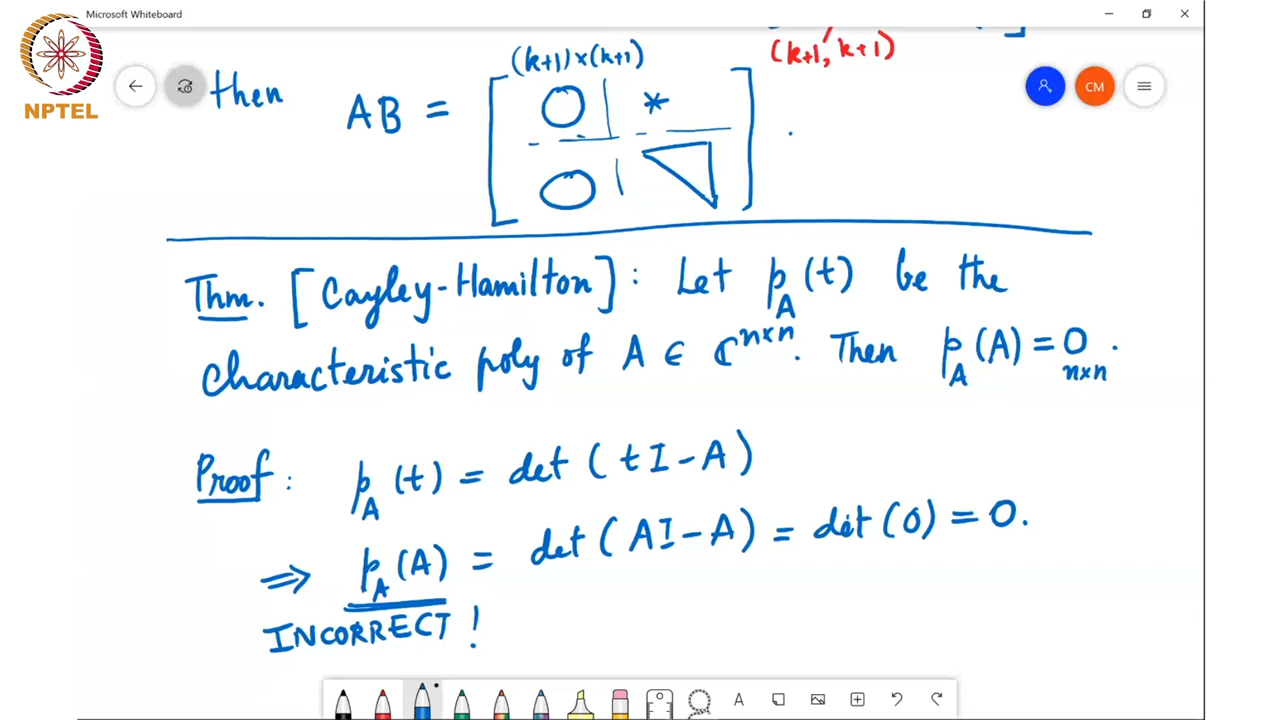 Microsoft Whiteboard
NPTEL
CM
(k+1, k+1)
(k+1)×(k+1)
then AB = [ 0 | * 0 | ] .
Thm. [Cayley-Hamilton] : Let p_A(t) be the
characteristic poly of A ∈ ℂ^{n×n}. Then p_A(A) = 0_{n×n} .
Proof : p_A(t) = det (tI - A)
⇒ p_A(A) = det (AI - A) = det (0) = 0.
INCORRECT !
A